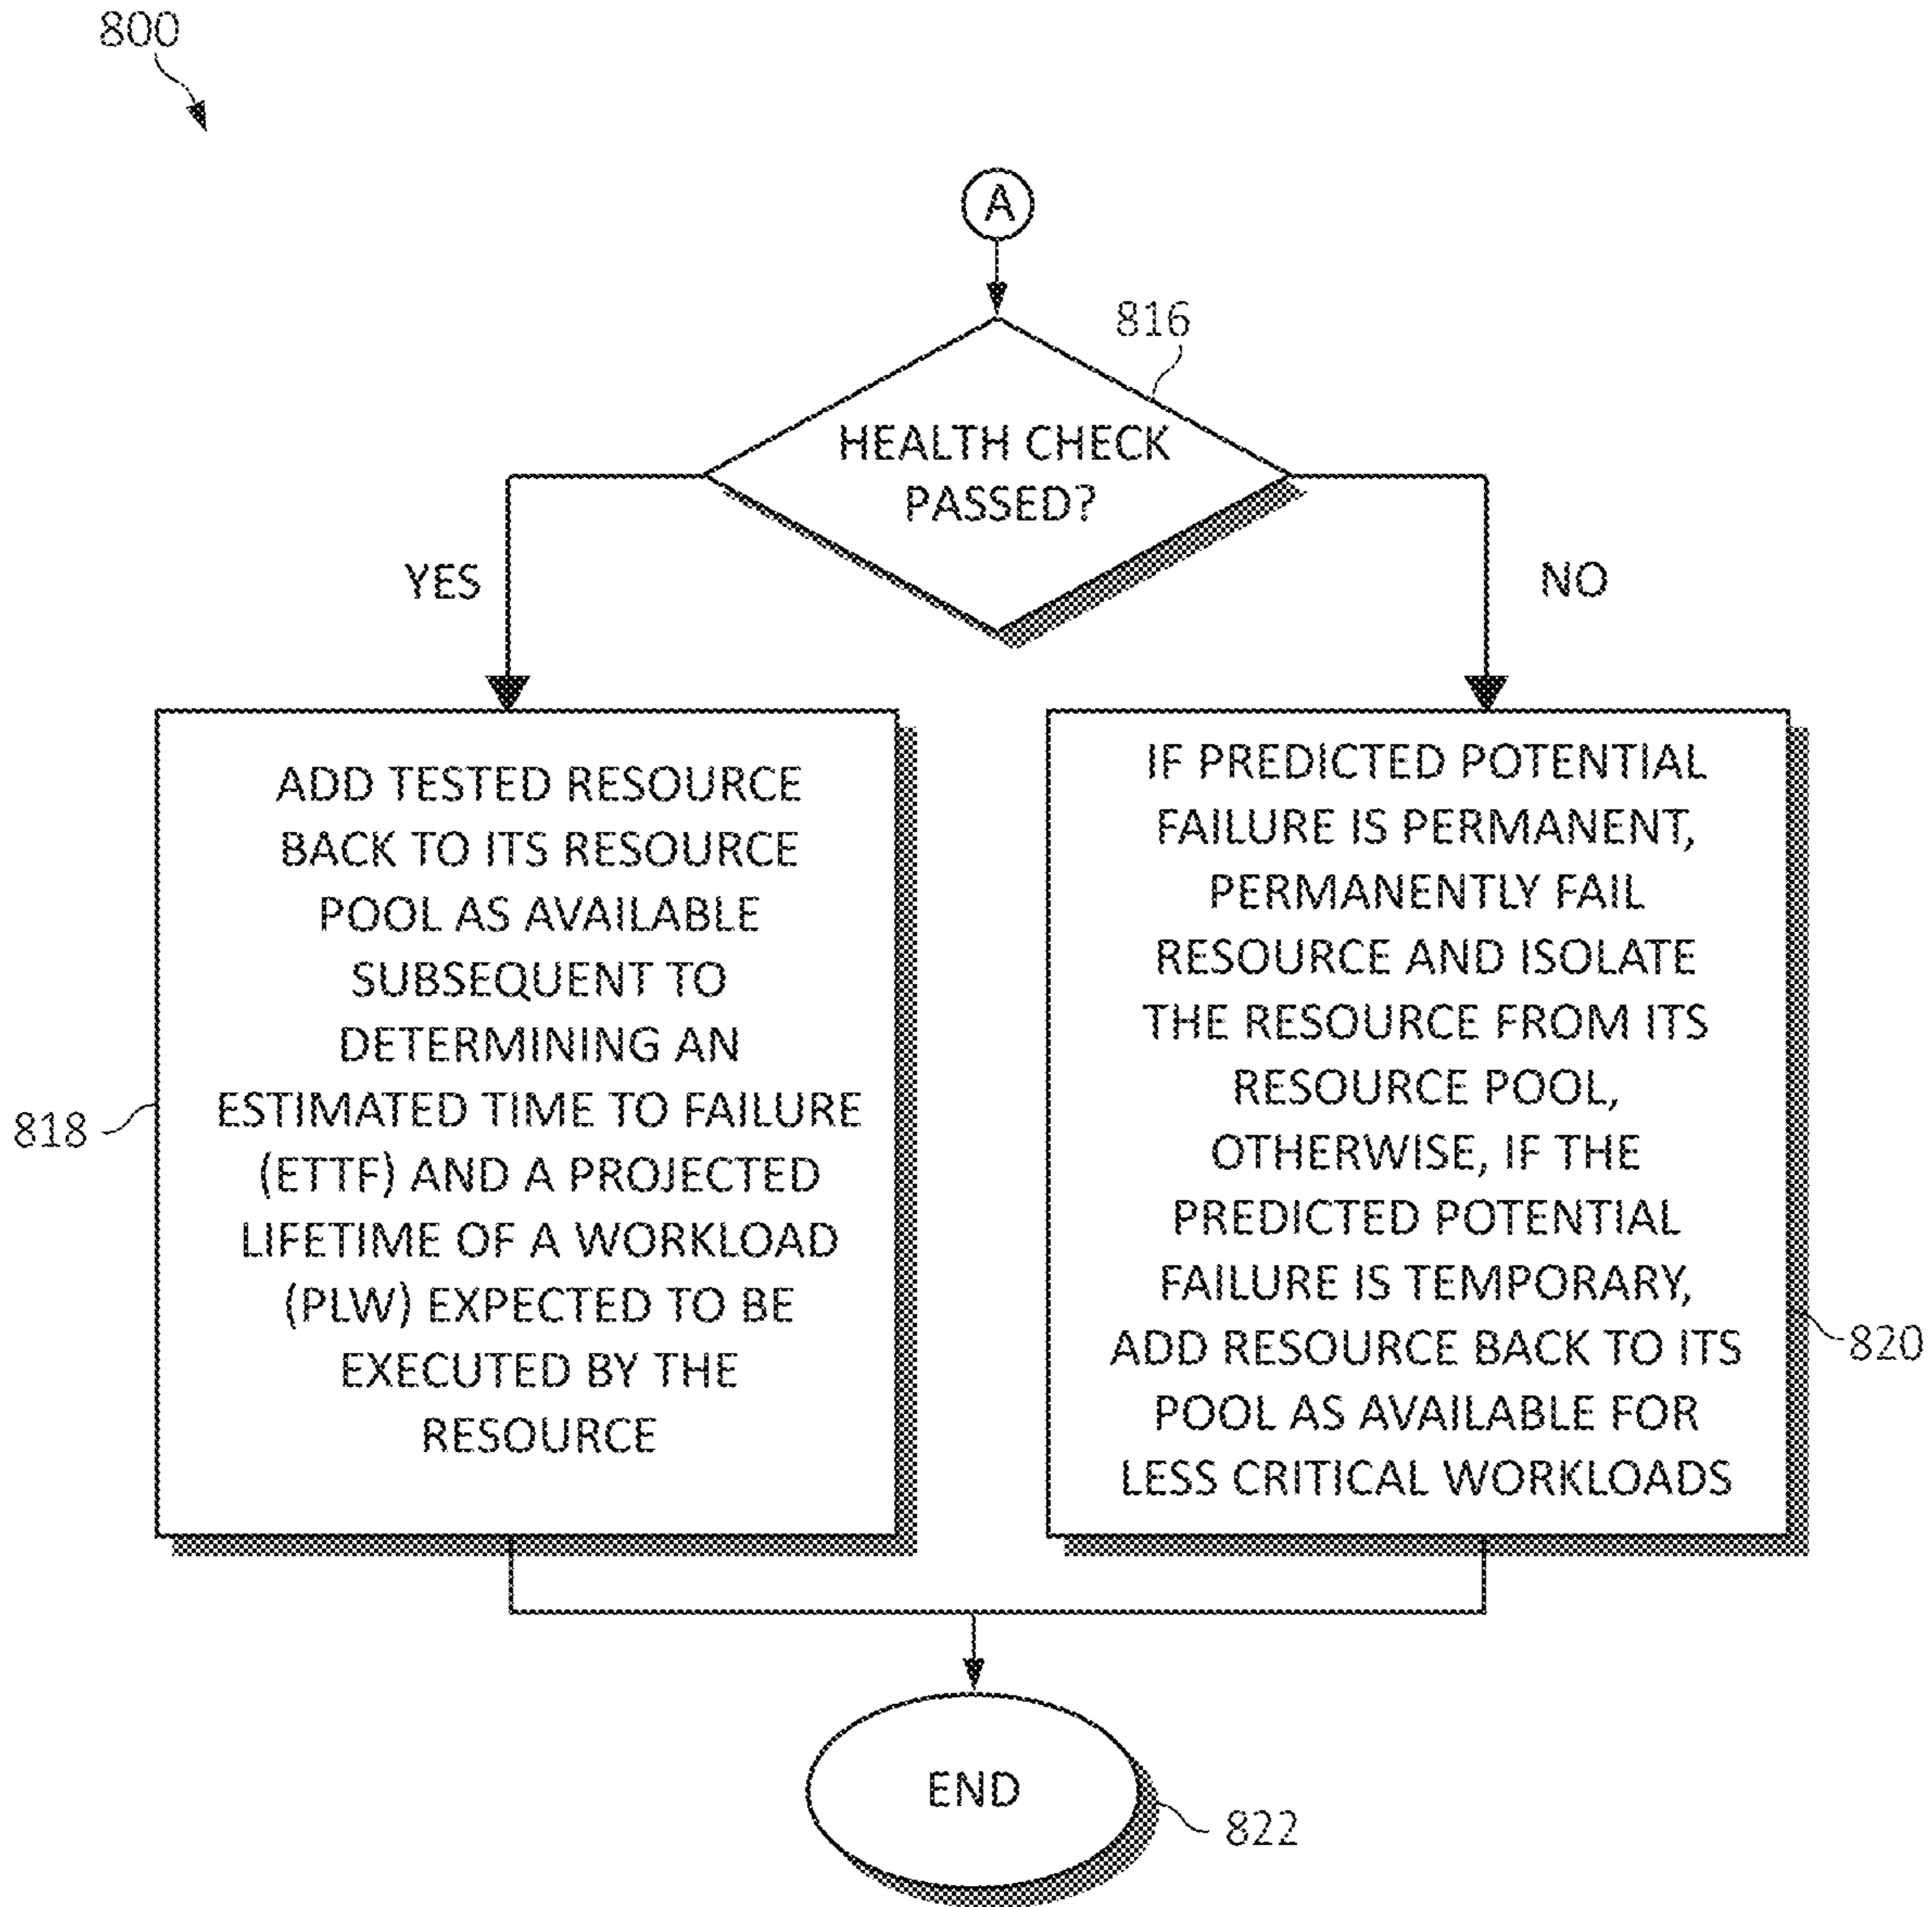 800
A
816
HEALTH CHECK
PASSED?
YES
NO
ADD TESTED RESOURCE
BACK TO ITS RESOURCE
POOL AS AVAILABLE
SUBSEQUENT TO
DETERMINING AN
ESTIMATED TIME TO FAILURE
(ETTF) AND A PROJECTED
LIFETIME OF A WORKLOAD
(PLW) EXPECTED TO BE
EXECUTED BY THE
RESOURCE
818
IF PREDICTED POTENTIAL
FAILURE IS PERMANENT,
PERMANENTLY FAIL
RESOURCE AND ISOLATE
THE RESOURCE FROM ITS
RESOURCE POOL,
OTHERWISE, IF THE
PREDICTED POTENTIAL
FAILURE IS TEMPORARY,
ADD RESOURCE BACK TO ITS
POOL AS AVAILABLE FOR
LESS CRITICAL WORKLOADS
820
END
822